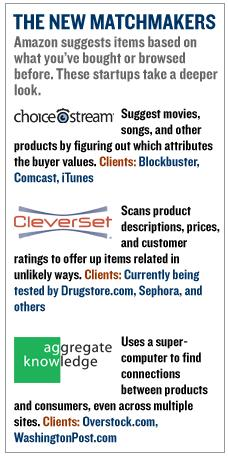 THE NEW MATCHMAKERS
Amazon suggests items based on
what you've bought or browsed
before. These startups take a deeper
look.
choicestream
Suggest movies,
songs, and other
products by figuring out which attributes
the buyer values. Clients: Blockbuster,
Comcast, iTunes
CleverSet
Scans product
descriptions, prices,
and customer
ratings to offer up items related in
unlikely ways. Clients: Currently being
tested by Drugstore.com, Sephora, and
others
aggregate
knowledge
Uses a super-
computer to find
connections
between products
and consumers, even across multiple
sites. Clients: Overstock.com,
WashingtonPost.com